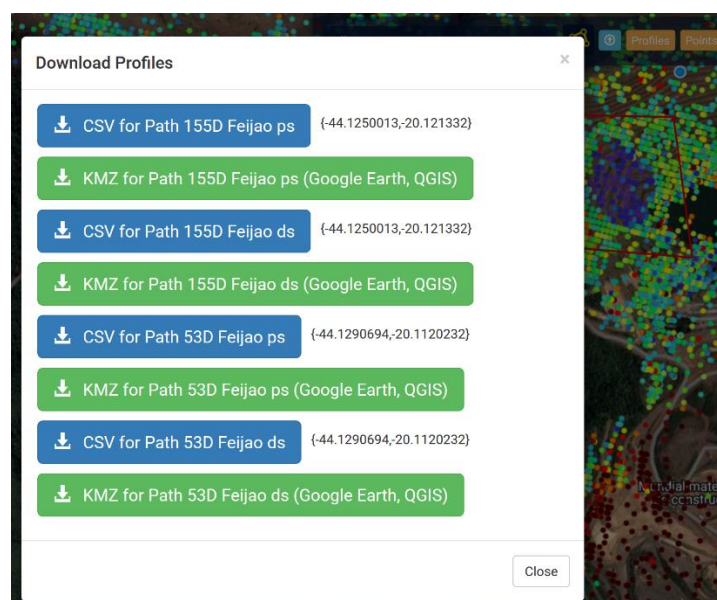 Profiles Points
Download Profiles
×
CSV for Path 155D Feijao ps {-44.1250013,-20.121332}
KMZ for Path 155D Feijao ps (Google Earth, QGIS)
CSV for Path 155D Feijao ds {-44.1250013,-20.121332}
KMZ for Path 155D Feijao ds (Google Earth, QGIS)
CSV for Path 53D Feijao ps {-44.1290694,-20.1120232}
KMZ for Path 53D Feijao ps (Google Earth, QGIS)
CSV for Path 53D Feijao ds {-44.1290694,-20.1120232}
KMZ for Path 53D Feijao ds (Google Earth, QGIS)
Mundial mate
Close